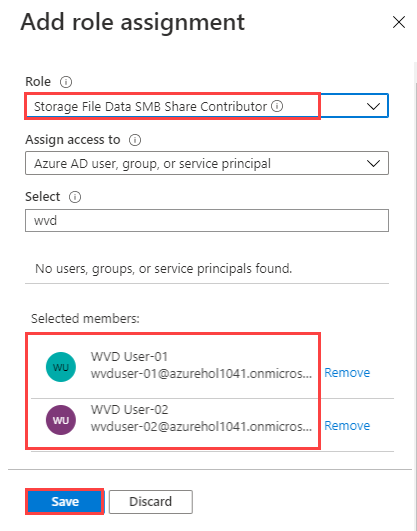 Add role assignment
Role
Storage File Data SMB Share Contributor
Assign access to
Azure AD user, group, or service principal
Select
wvd
No users, groups, or service principals found.
Selected members:
WU
WVD User-01
wvduser-01@azurehol1041.onmicros...
Remove
WU
WVD User-02
wvduser-02@azurehol1041.onmicros...
Remove
Save
Discard